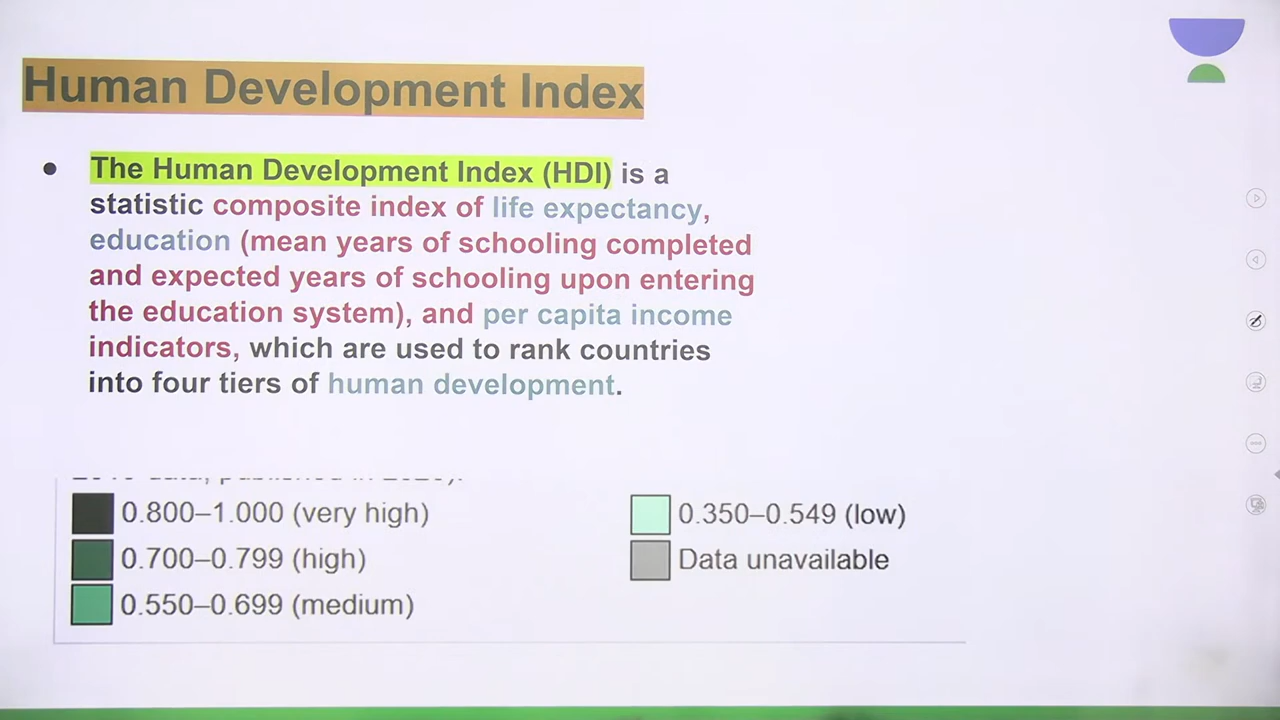 Human Development Index
The Human Development Index (HDI) is a
statistic composite index of life expectancy,
education (mean years of schooling completed
and expected years of schooling upon entering
the education system), and per capita income
indicators, which are used to rank countries
into four tiers of human development.
0.800–1.000 (very high)
0.700–0.799 (high)
0.550–0.699 (medium)
0.350–0.549 (low)
Data unavailable